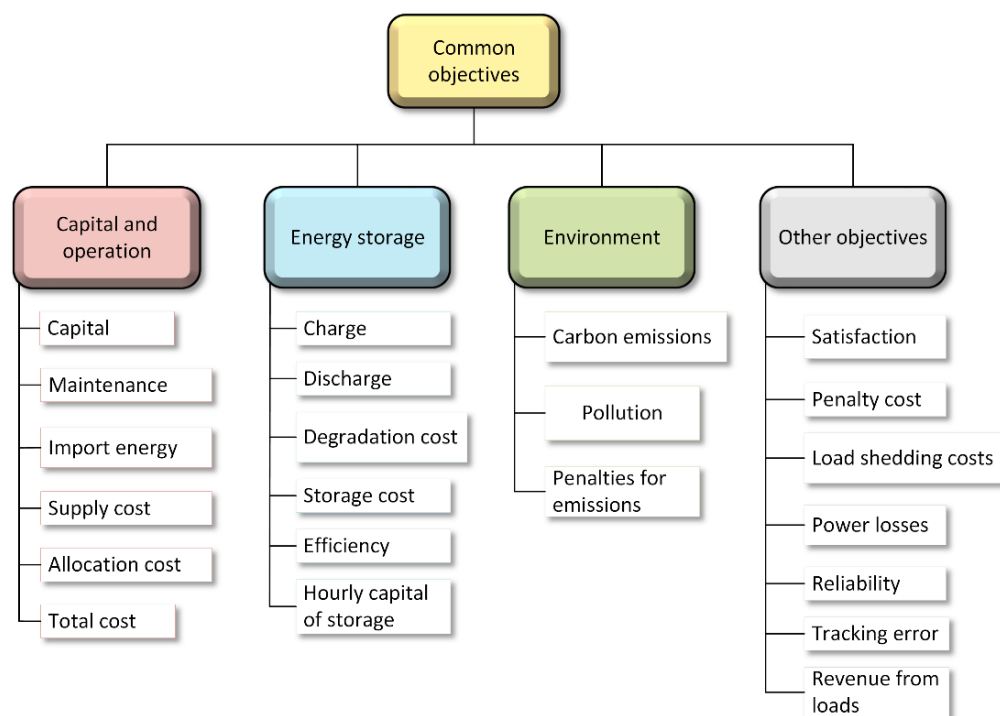 Common
objectives
Capital and
operation
Energy storage
Environment
Other objectives
Capital
Maintenance
Import energy
Supply cost
Allocation cost
Total cost
Charge
Discharge
Degradation cost
Storage cost
Efficiency
Hourly capital
of storage
Carbon emissions
Pollution
Penalties for
emissions
Satisfaction
Penalty cost
Load shedding costs
Power losses
Reliability
Tracking error
Revenue from
loads